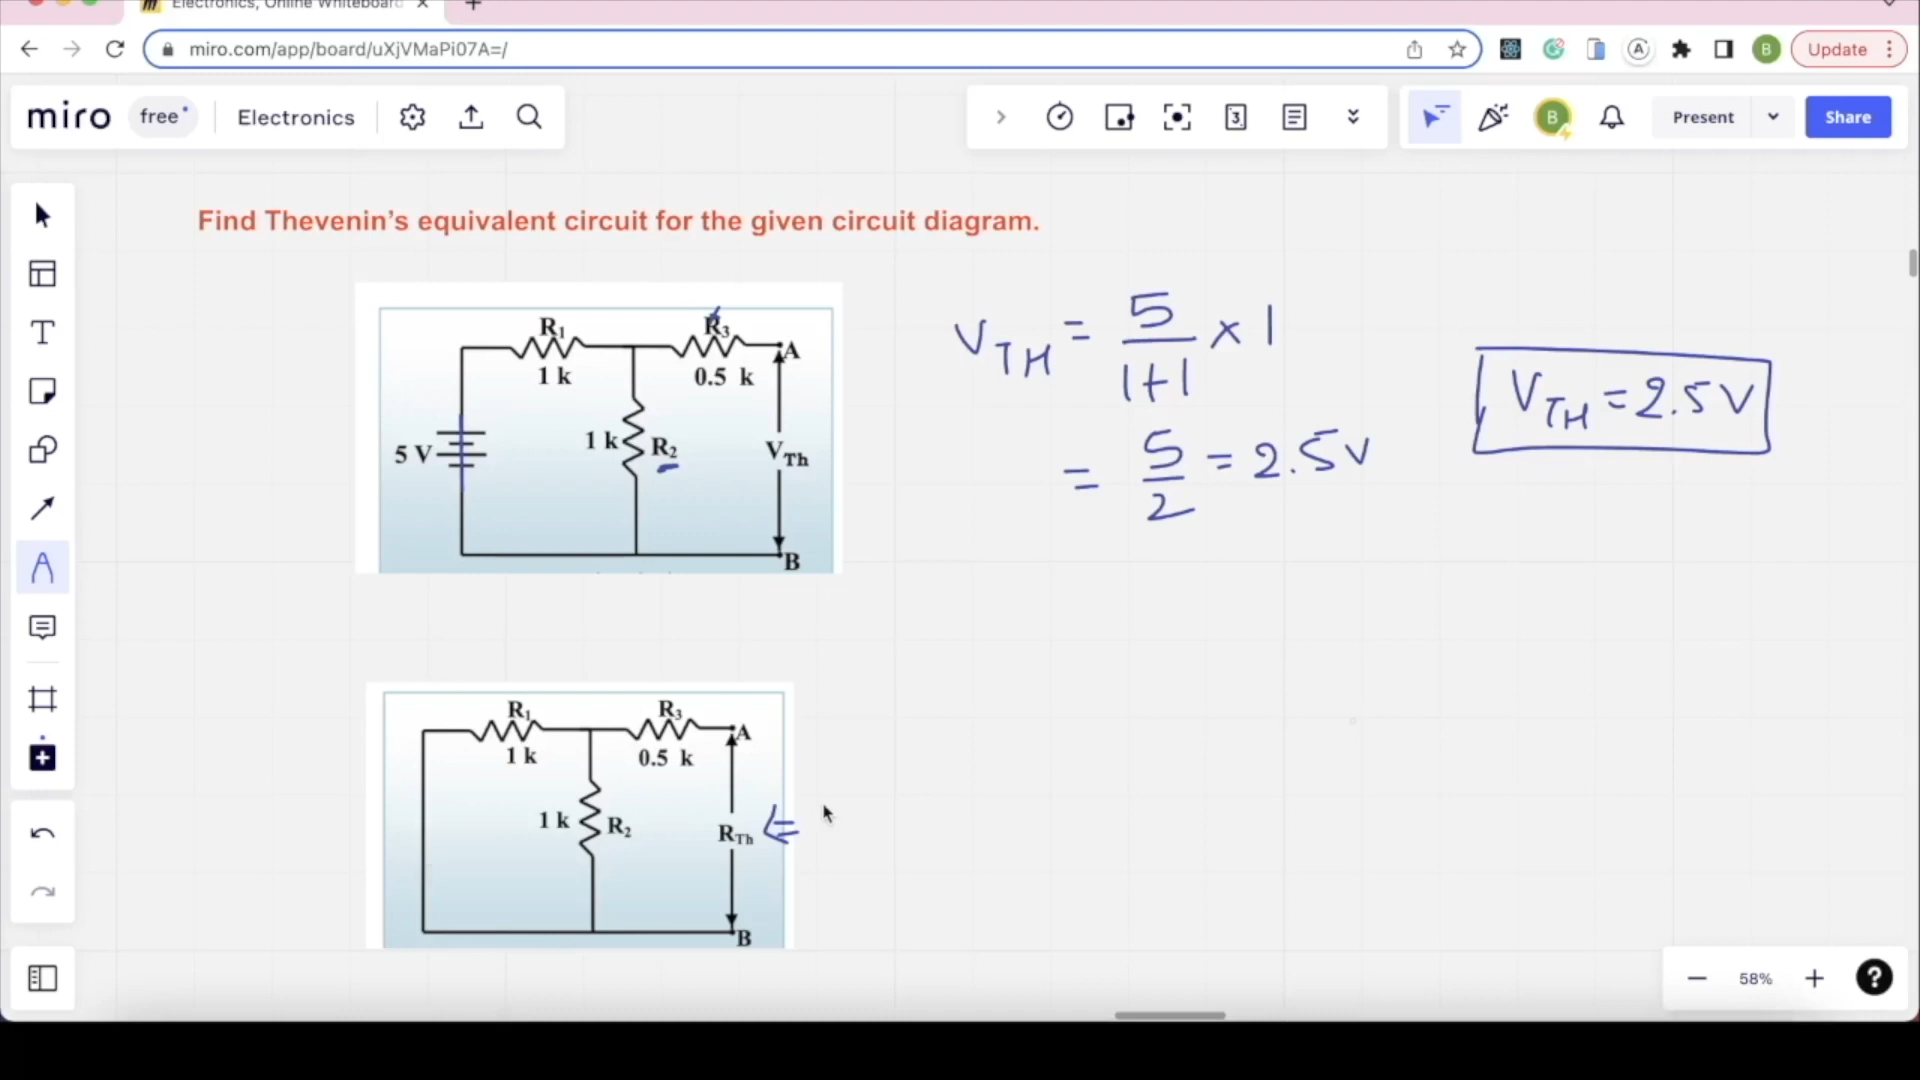 Electronics, Online Whiteboard
miro.com/app/board/uXjVMaPi07A=/
B
Update
miro
free
Electronics
3
B
Present
Share
Find Thevenin's equivalent circuit for the given circuit diagram.
R1
R3
A
1 k
0.5 k
5 V
1 k
R2
VTh
B
VTH = 5/1+1 × 1
= 5/2 = 2.5V
VTH = 2.5V
R1
R3
A
1 k
0.5 k
1 k
R2
RTh
B
58%
?